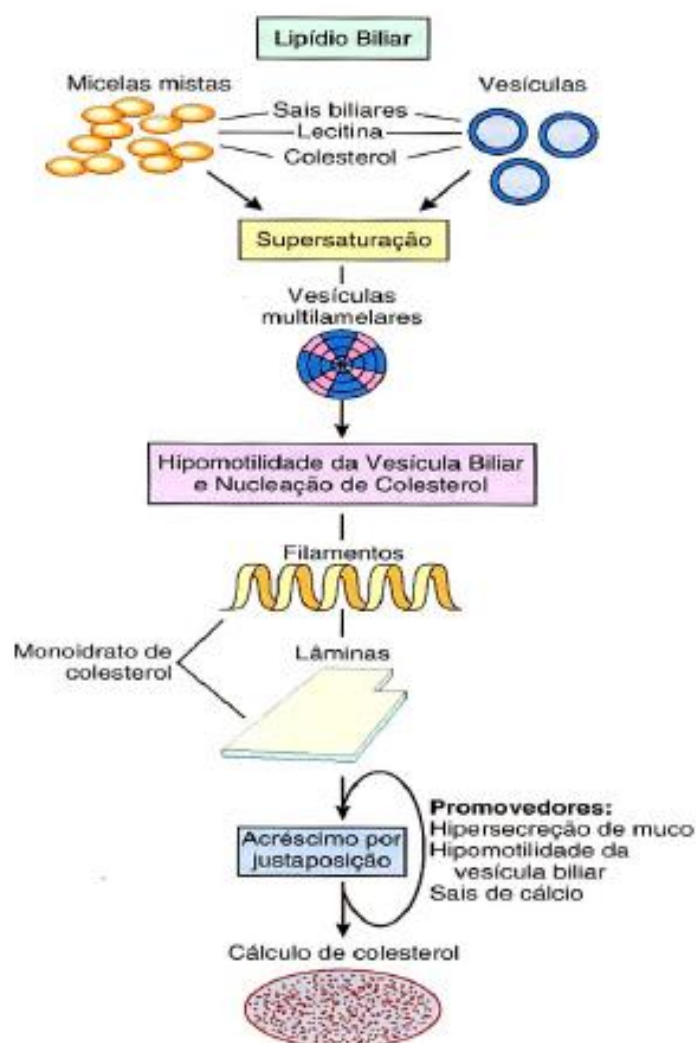 Lipídio Biliar
Micelas mistas
Vesículas
Sais biliares
Lecitina
Colesterol
Supersaturação
Vesículas
multilamelares
Hipomotilidade da Vesícula Biliar
e Nucleação de Colesterol
Filamentos
Monoidrato de
colesterol
Lâminas
Acréscimo por
justaposição
Promovedores:
Hipersecreção de muco
Hipomotilidade da
vesícula biliar
Sais de cálcio
Cálculo de colesterol